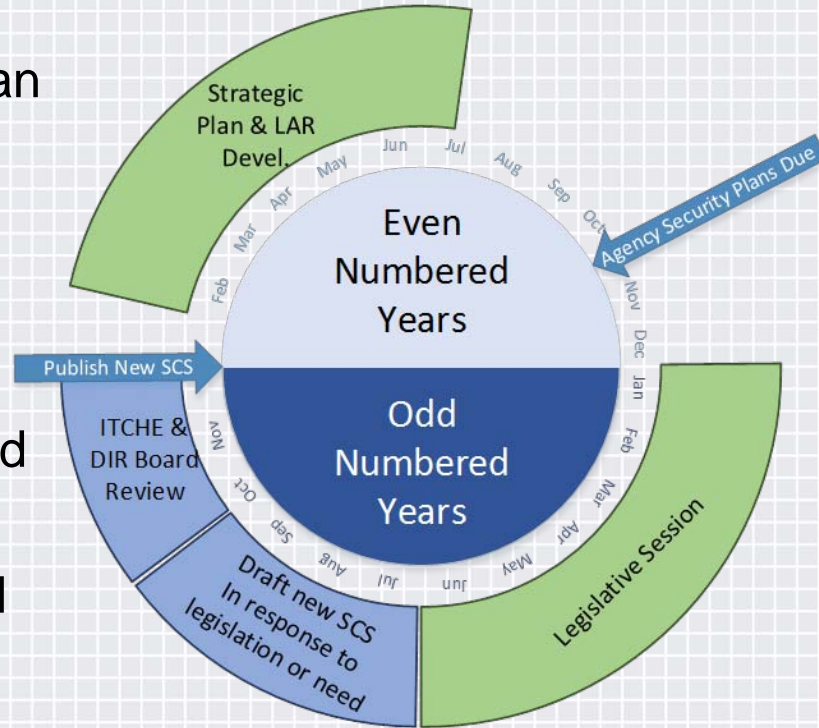 an
d
l
Strategic
Plan & LAR
Devel.
Feb
Mar
Apr
May
Jun
Jul
Aug
Sep
Oct
Nov
Dec
Agency Security Plans Due
Even
Numbered
Years
Publish New SCS
Odd
Numbered
Years
Jan
Feb
Mar
Apr
May
Jun
Jul
Aug
Sep
Oct
Nov
Legislative Session
Draft new SCS
In response to
legislation or need
ITCHE &
DIR Board
Review